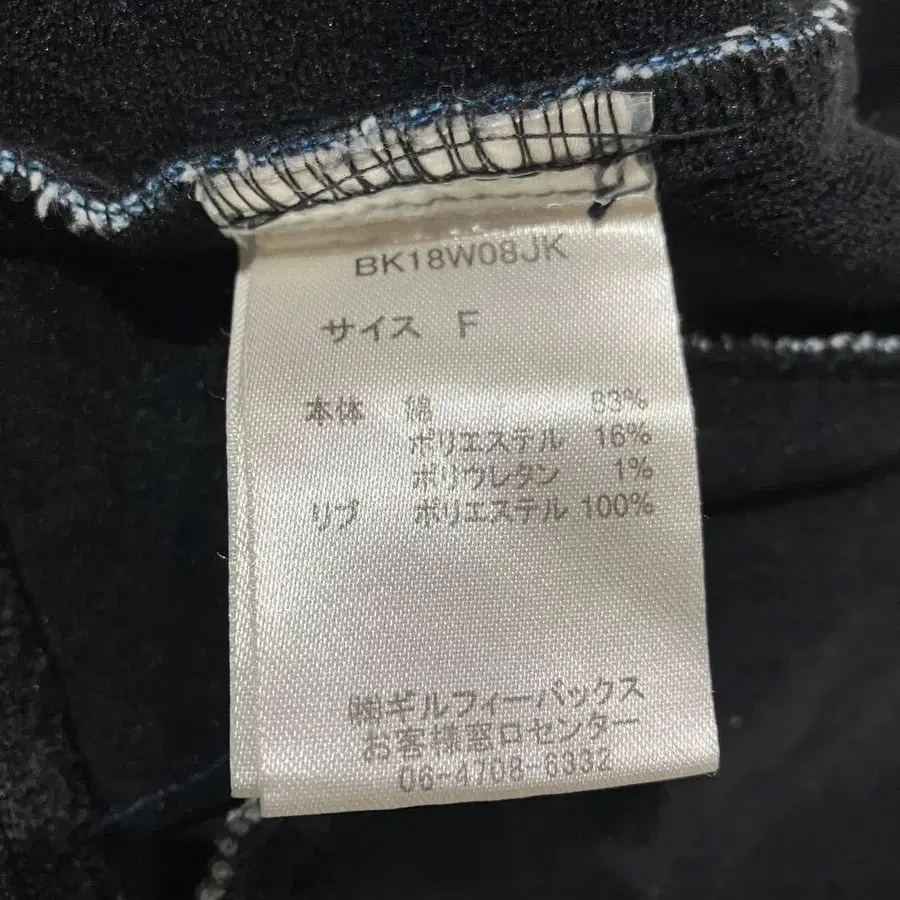 BK18W08JK
サイズ F
本体 綿 83%
ポリエステル 16%
ポリウレタン 1%
リブ ポリエステル 100%
㈱ギルフィーバックス
お客様窓口センター
06-4708-6332